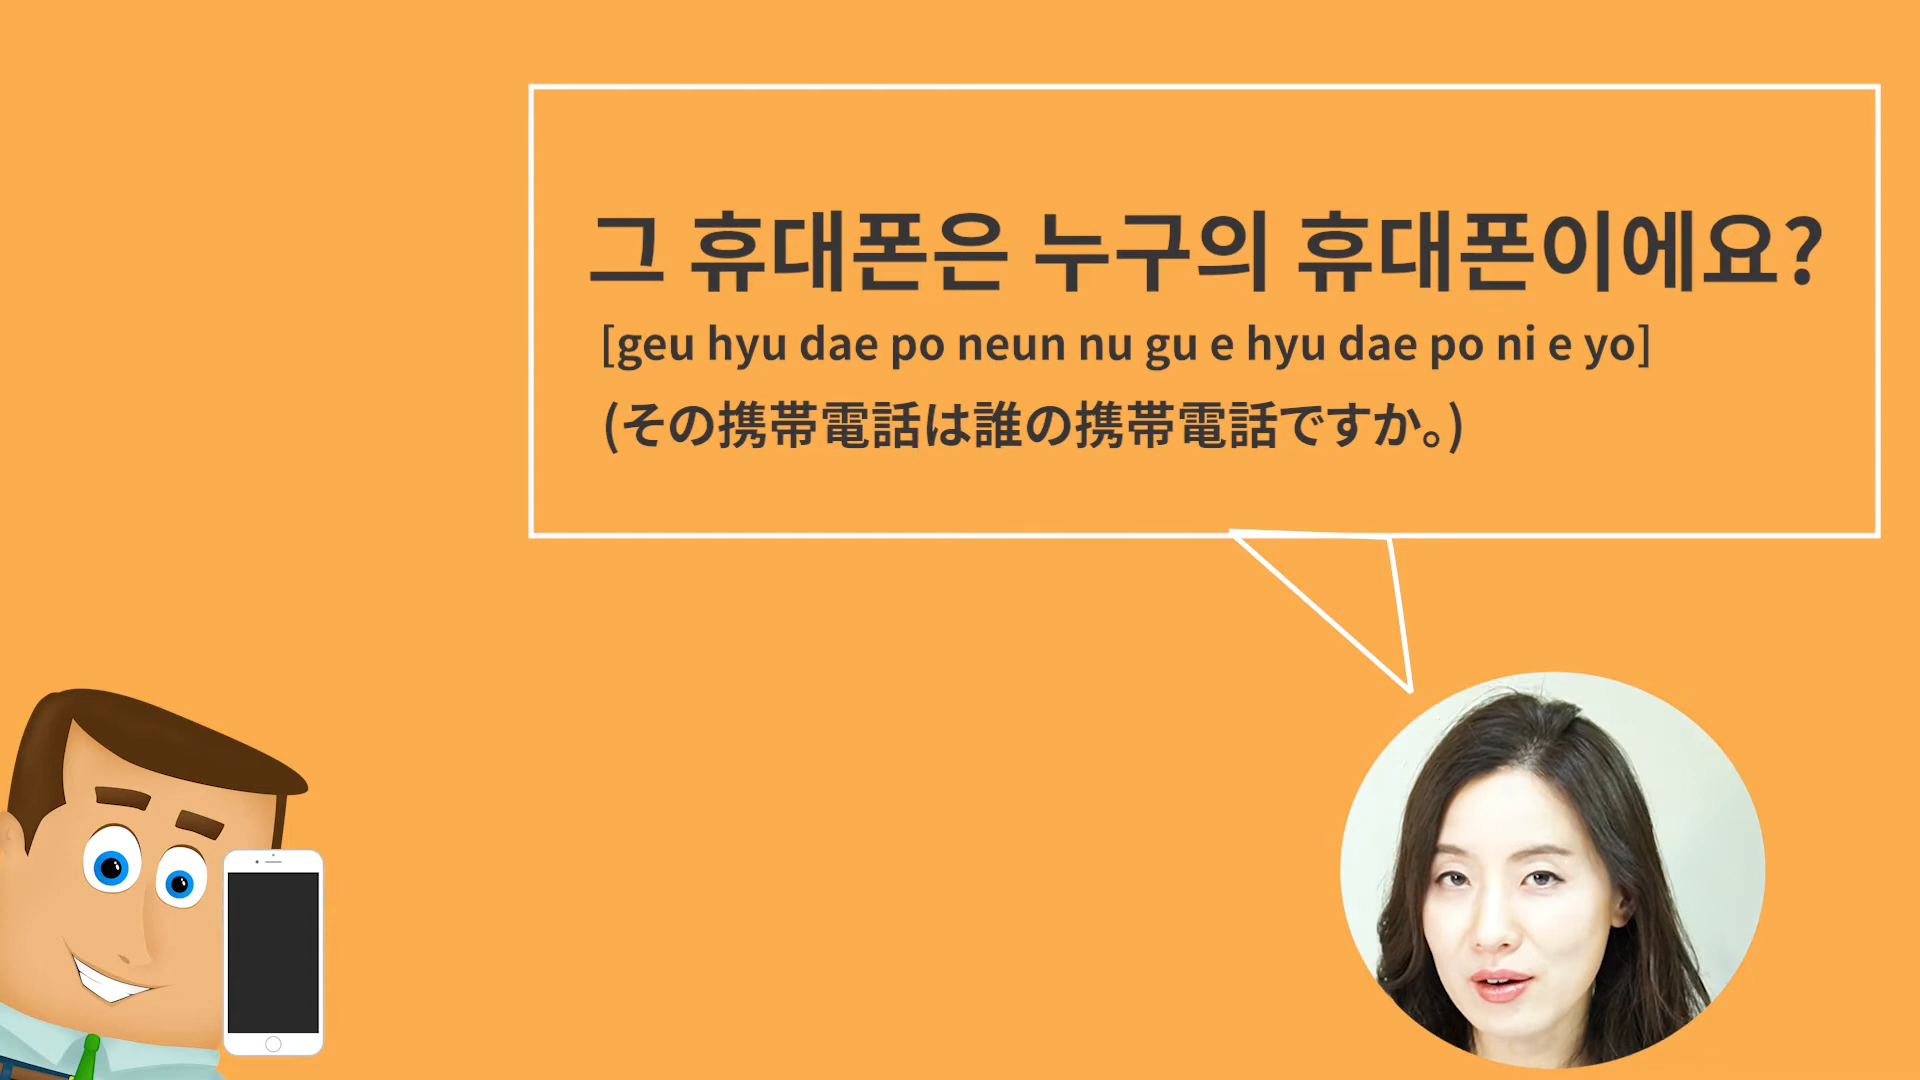 그 휴대폰은 누구의 휴대폰이에요?
[geu hyu dae po neun nu gu e hyu dae po ni e yo]
(その携帯電話は誰の携帯電話ですか。)